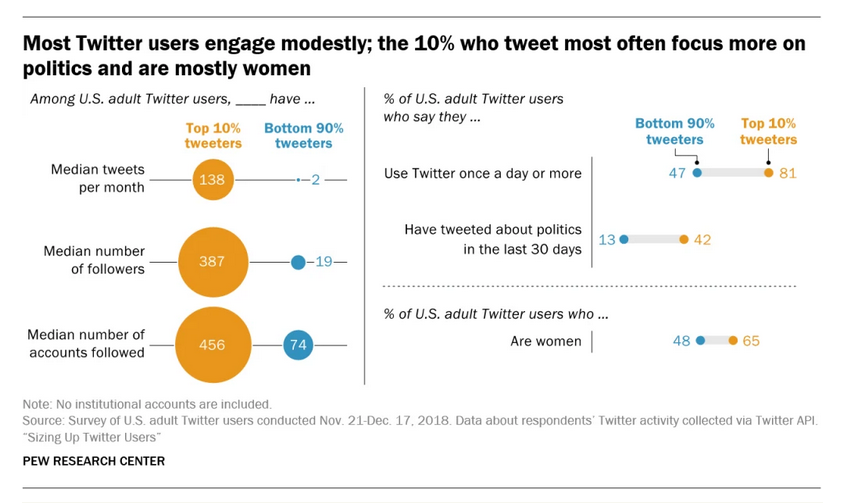 Most Twitter users engage modestly; the 10% who tweet most often focus more on
politics and are mostly women
Among U.S. adult Twitter users, ____ have ...
Top 10%
tweeters
Bottom 90%
tweeters
Median tweets
per month
138
2
Median number
of followers
387
19
Median number of
accounts followed
456
74
% of U.S. adult Twitter users
who say they ...
Bottom 90%
tweeters
Top 10%
tweeters
Use Twitter once a day or more
47
81
Have tweeted about politics
in the last 30 days
13
42
% of U.S. adult Twitter users who ...
Are women
48
65
Note: No institutional accounts are included.
Source: Survey of U.S. adult Twitter users conducted Nov. 21-Dec. 17, 2018. Data about respondents’ Twitter activity collected via Twitter API.
“Sizing Up Twitter Users”
PEW RESEARCH CENTER